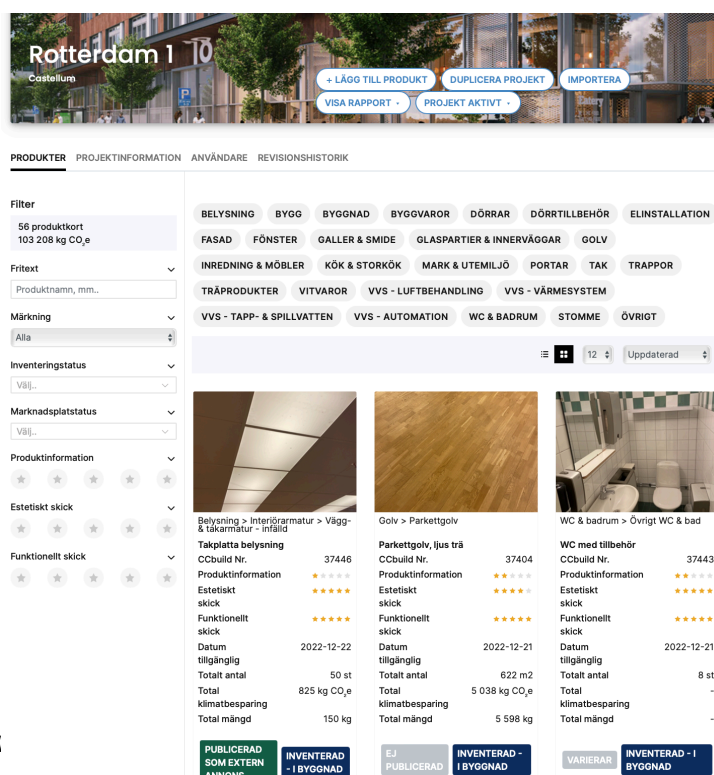 Rotterdam 1
10
Castellum
+ LÄGG TILL PRODUKT
DUPLICERA PROJEKT
IMPORTERA
VISA RAPPORT
PROJEKT AKTIVT
P
PRODUKTER PROJEKTINFORMATION ANVÄNDARE REVISIONSHISTORIK
Filter
56 produktkort
103 208 kg CO₂e
Fritext
Produktnamn, mm..
Märkning
Alla
Inventeringstatus
Välj..
Marknadsplatstatus
Välj..
Produktinformation
Estetiskt skick
Funktionellt skick
BELYSNING BYGG BYGGNAD BYGGVAROR DÖRRAR DÖRRTILLBEHÖR ELINSTALLATION
FASAD FÖNSTER GALLER & SMIDE GLASPARTIER & INNERVÄGGAR GOLV
INREDNING & MÖBLER KÖK & STORKÖK MARK & UTEMILJÖ PORTAR TAK TRAPPOR
TRÄPRODUKTER VITVAROR VVS - LUFTBEHANDLING VVS - VÄRMESYSTEM
VVS - TAPP- & SPILLVATTEN VVS - AUTOMATION WC & BADRUM STOMME ÖVRIGT
12 Uppdaterad
Belysning > Interiörarmatur > Vägg-
& takarmatur - infälld
Takplatta belysning
CCbuild Nr. 37446
Produktinformation
Estetiskt
skick
Funktionellt
skick
Datum 2022-12-22
tillgänglig
Totalt antal 50 st
Total 825 kg CO₂e
klimatbesparing
Total mängd 150 kg
PUBLICERAD
SOM EXTERN
ANNONS
INVENTERAD
- I BYGGNAD
Golv > Parkettgolv
Parkettgolv, ljus trä
CCbuild Nr. 37404
Produktinformation
Estetiskt
skick
Funktionellt
skick
Datum 2022-12-21
tillgänglig
Totalt antal 622 m2
Total 5 038 kg CO₂e
klimatbesparing
Total mängd 5 598 kg
EJ
PUBLICERAD
INVENTERAD -
I BYGGNAD
WC & badrum > Övrigt WC & bad
WC med tillbehör
CCbuild Nr. 37443
Produktinformation
Estetiskt
skick
Funktionellt
skick
Datum 2022-12-21
tillgänglig
Totalt antal 8 st
Total -
klimatbesparing
Total mängd -
VARIERAR
INVENTERAD - I
BYGGNAD